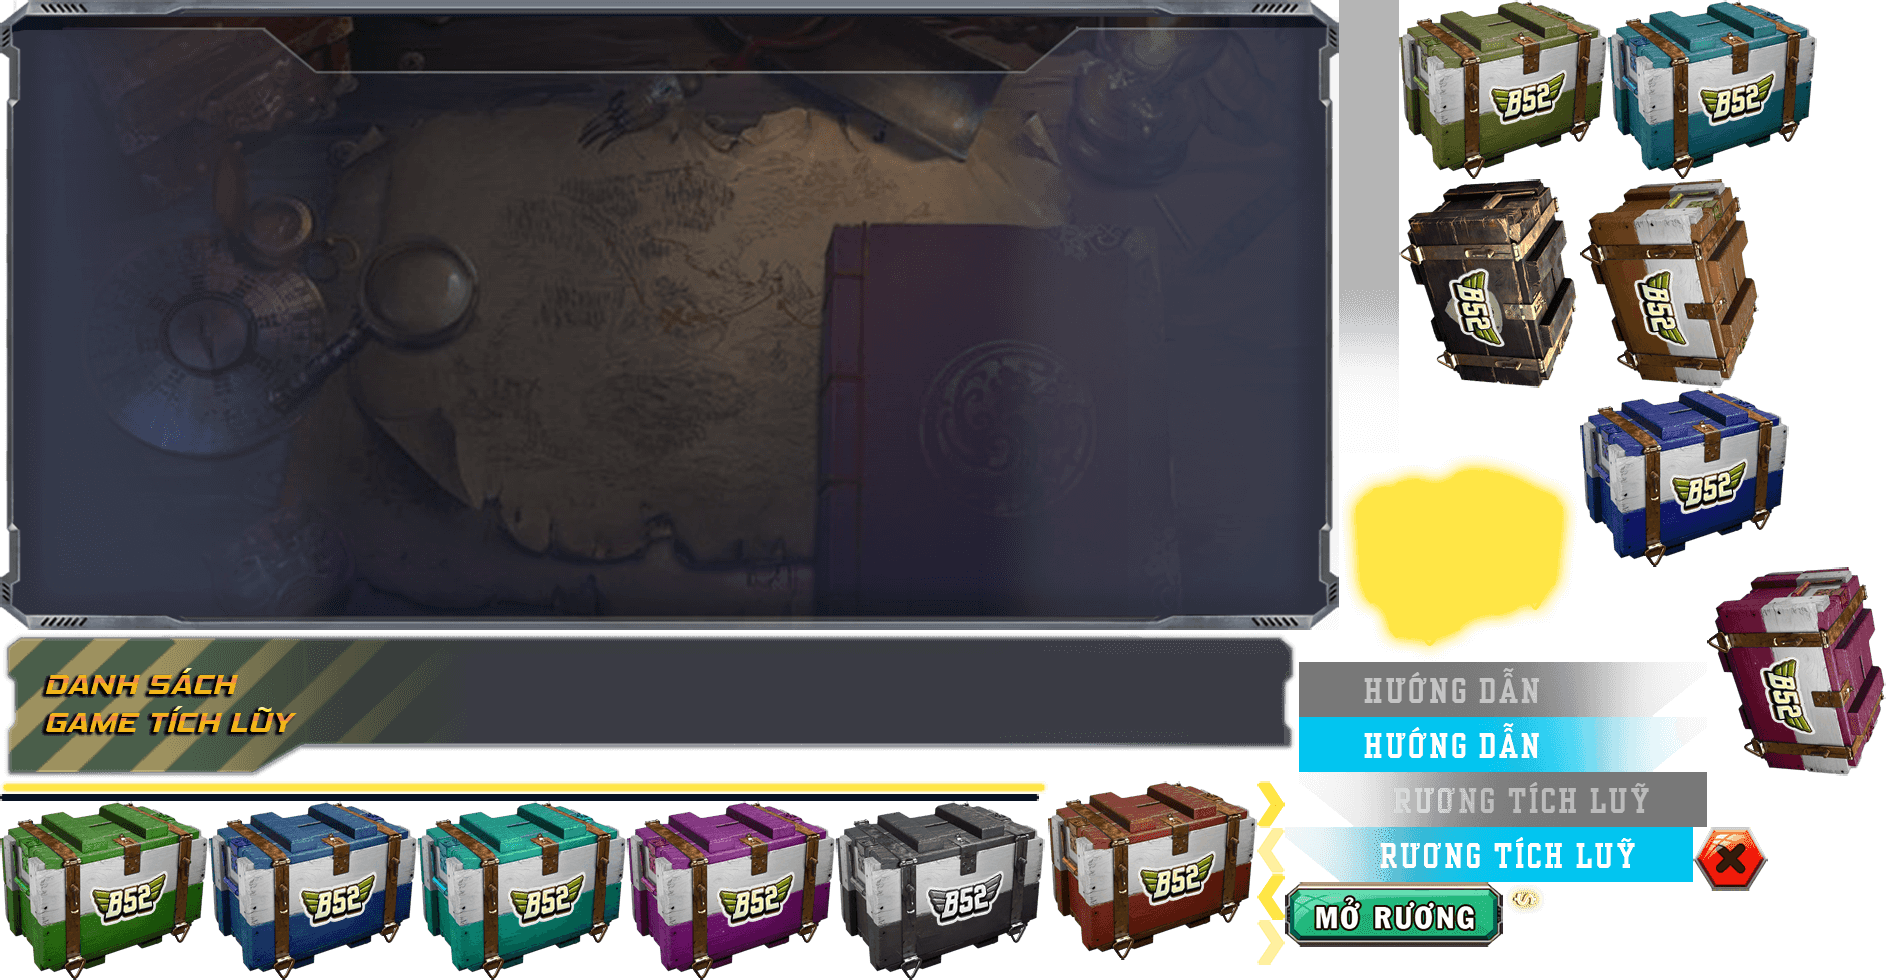 B52
B52
B52
B52
B52
B52
DANH SÁCH
GAME TÍCH LŨY
HƯỚNG DẪN
HƯỚNG DẪN
RƯƠNG TÍCH LUỸ
RƯƠNG TÍCH LUỸ
B52
B52
B52
B52
B52
B52
MỞ RƯƠNG